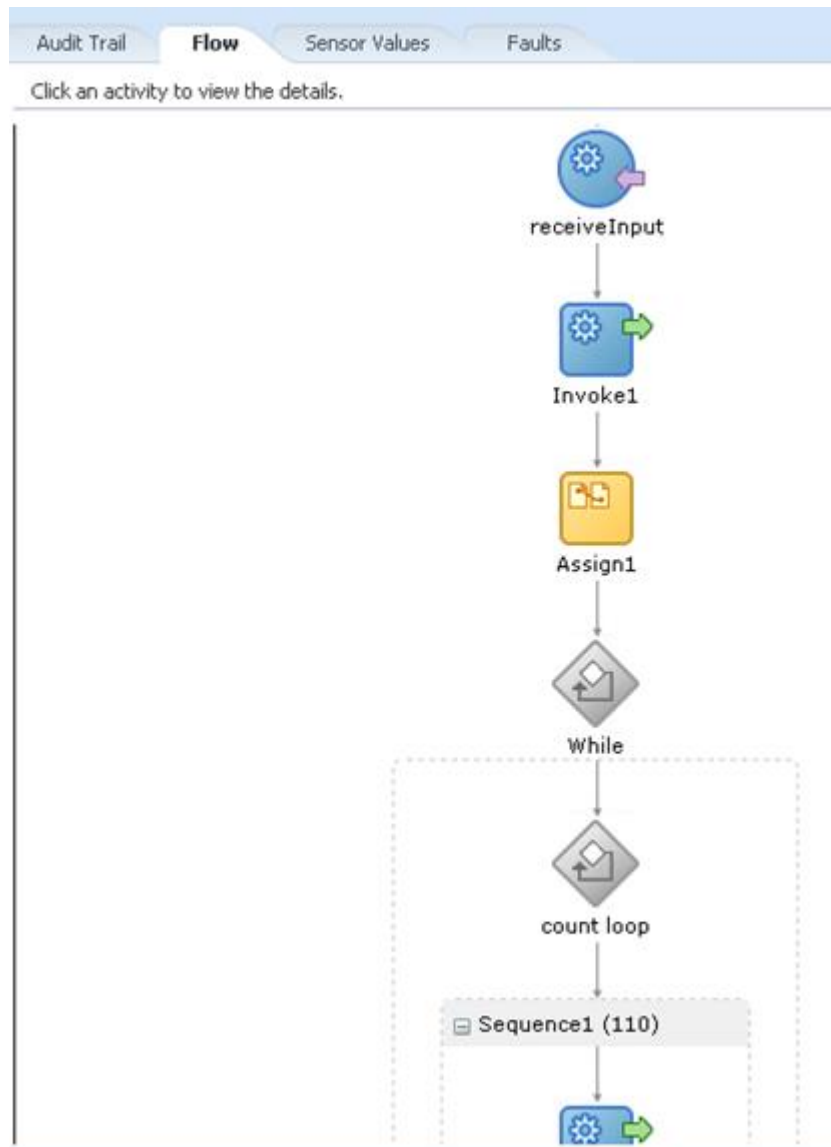 Audit Trail Flow Sensor Values Faults
Click an activity to view the details.
receiveInput
Invoke1
Assign1
While
count loop
Sequence1 (110)